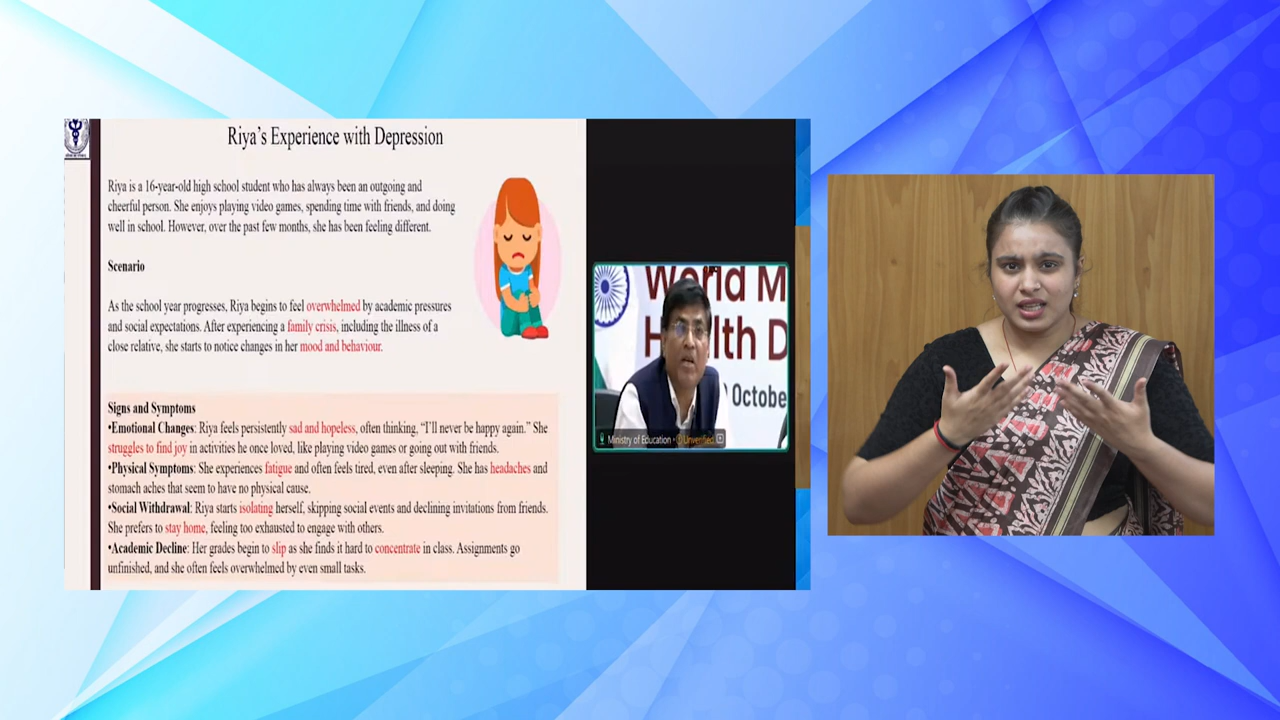 Riya's Experience with Depression
Riya is a 16-year-old high school student who has always been an outgoing and
cheerful person. She enjoys playing video games, spending time with friends, and doing
well in school. However, over the past few months, she has been feeling different.
Scenario
As the school year progresses, Riya begins to feel overwhelmed by academic pressures
and social expectations. After experiencing a family crisis, including the illness of a
close relative, she starts to notice changes in her mood and behaviour.
Signs and Symptoms
•Emotional Changes: Riya feels persistently sad and hopeless, often thinking, “I'll never be happy again.” She
struggles to find joy in activities he once loved, like playing video games or going out with friends.
•Physical Symptoms: She experiences fatigue and often feels tired, even after sleeping. She has headaches and
stomach aches that seem to have no physical cause.
•Social Withdrawal: Riya starts isolating herself, skipping social events and declining invitations from friends.
She prefers to stay home, feeling too exhausted to engage with others.
•Academic Decline: Her grades begin to slip as she finds it hard to concentrate in class. Assignments go
unfinished, and she often feels overwhelmed by even small tasks.
World M
Health D
October
Ministry of Education - Unverified